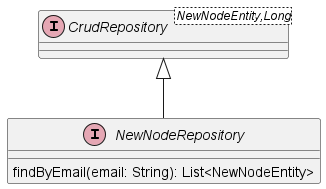 NewNodeEntity,Long
I CrudRepository
I NewNodeRepository
findByEmail(email: String): List<NewNodeEntity>